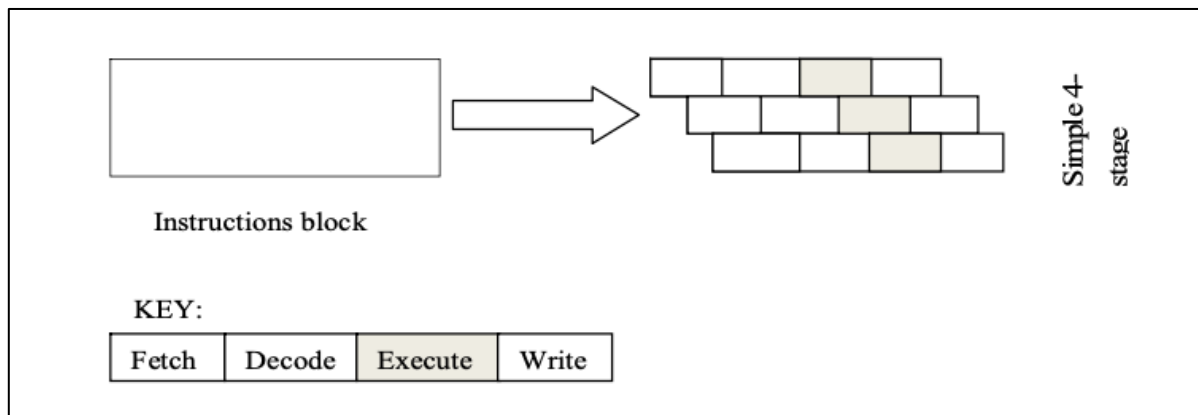 Simple 4-
stage
Instructions block
KEY:
Fetch Decode Execute Write